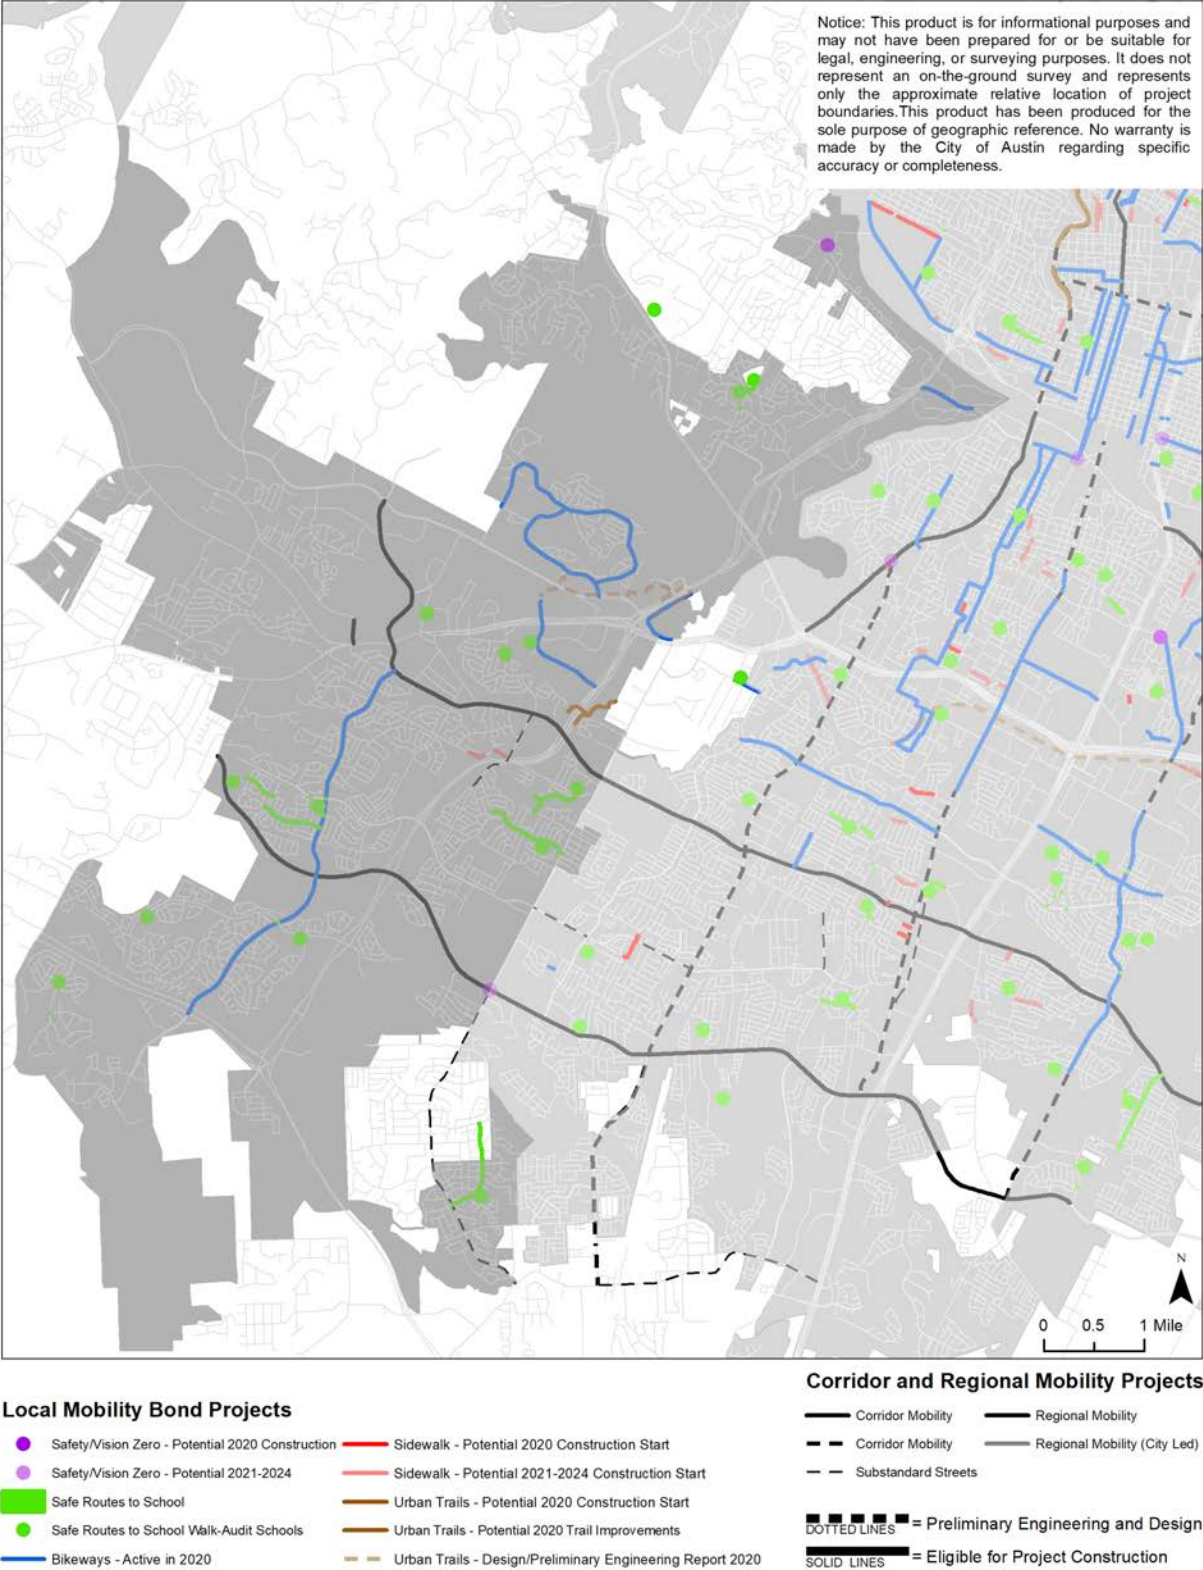 Notice: This product is for informational purposes and
may not have been prepared for or be suitable for
legal, engineering, or surveying purposes. It does not
represent an on-the-ground survey and represents
only the approximate relative location of project
boundaries.This product has been produced for the
sole purpose of geographic reference. No warranty is
made by the City of Austin regarding specific
accuracy or completeness.
N
0 0.5 1 Mile
Local Mobility Bond Projects
Safety/Vision Zero - Potential 2020 Construction
Safety/Vision Zero - Potential 2021-2024
Safe Routes to School
Safe Routes to School Walk-Audit Schools
Bikeways - Active in 2020
Sidewalk - Potential 2020 Construction Start
Sidewalk - Potential 2021-2024 Construction Start
Urban Trails - Potential 2020 Construction Start
Urban Trails - Potential 2020 Trail Improvements
Urban Trails - Design/Preliminary Engineering Report 2020
Corridor and Regional Mobility Projects
Corridor Mobility
Corridor Mobility
Substandard Streets
Regional Mobility
Regional Mobility (City Led)
DOTTED LINES = Preliminary Engineering and Design
SOLID LINES = Eligible for Project Construction